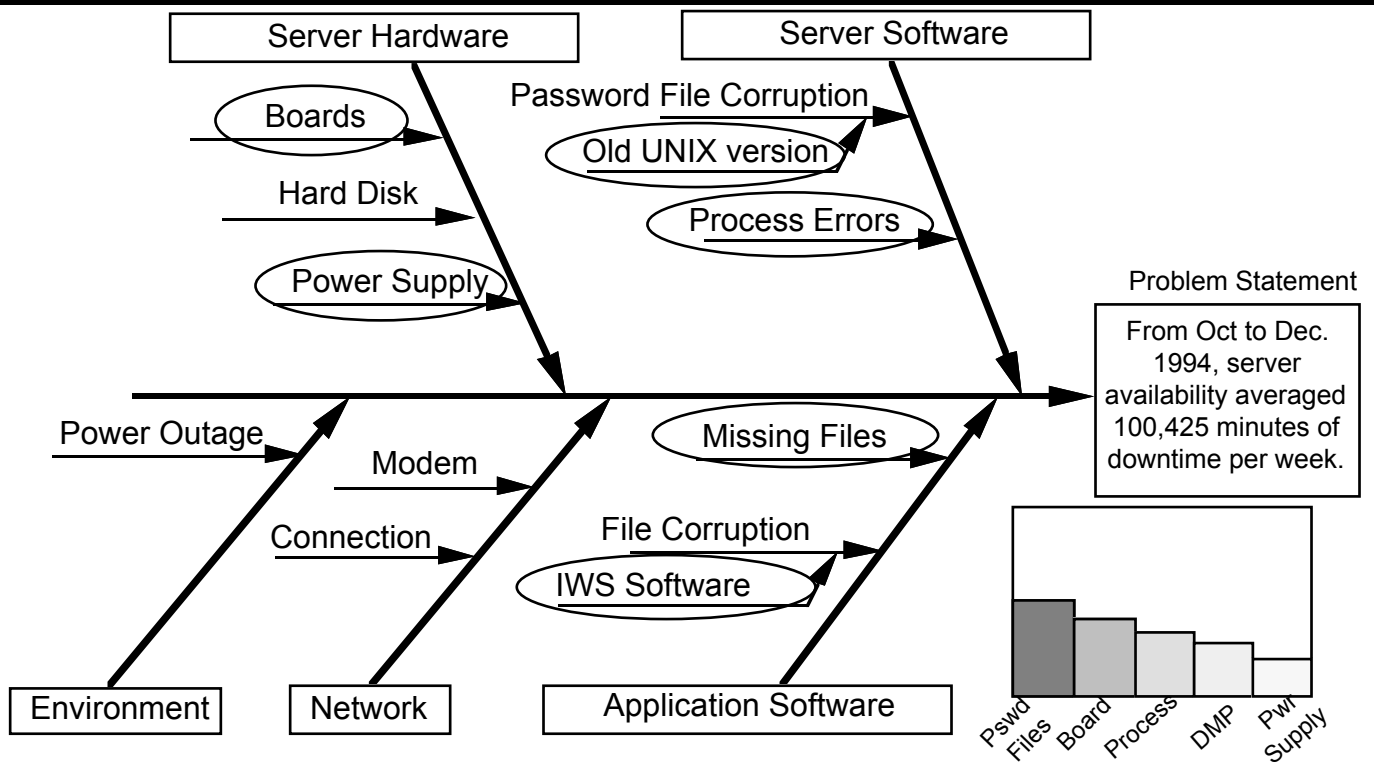 Server Hardware
Server Software
Boards
Hard Disk
Power Supply
Password File Corruption
Old UNIX version
Process Errors
Problem Statement
From Oct to Dec.
1994, server
availability averaged
100,425 minutes of
downtime per week.
Power Outage
Modem
Connection
Missing Files
File Corruption
IWS Software
Environment
Network
Application Software
Pswd
Files
Board
Process
DMP
Pwr
Supply